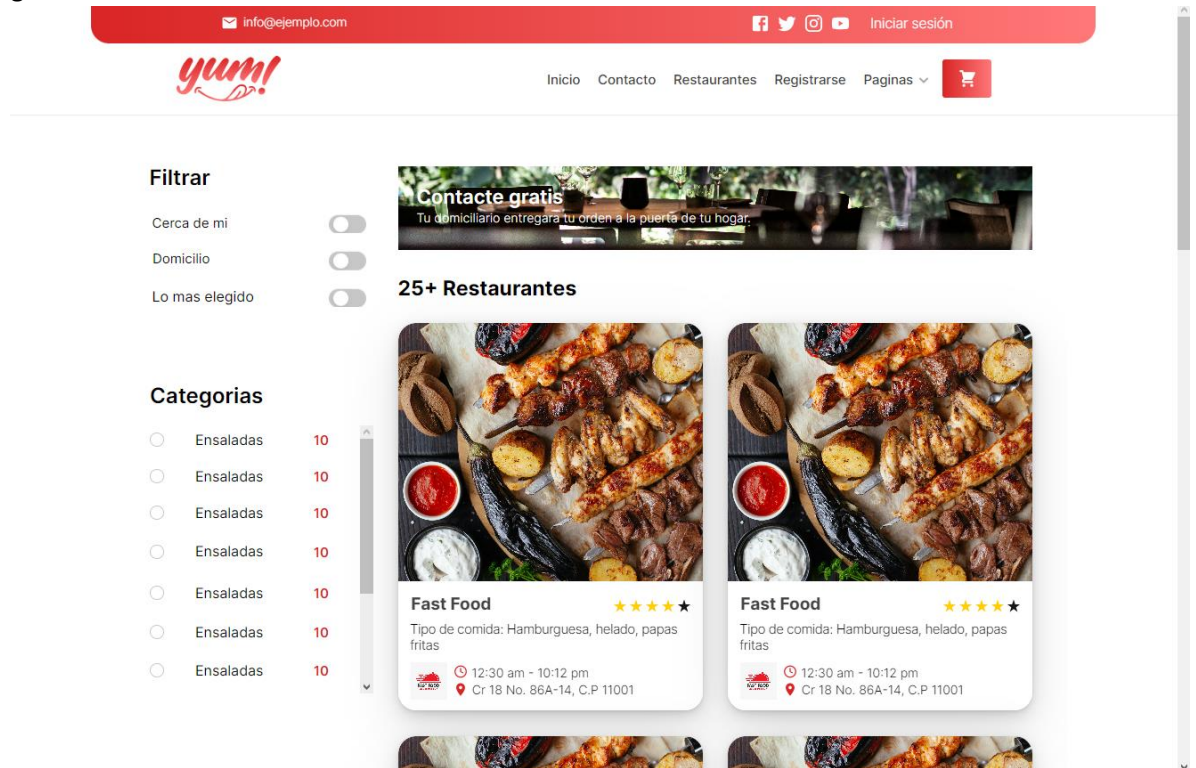 info@ejemplo.com
Iniciar sesión
yum!
Inicio Contacto Restaurantes Registrarse Paginas
Filtrar
Cerca de mi
Domicilio
Lo mas elegido
Categorias
Ensaladas 10
Ensaladas 10
Ensaladas 10
Ensaladas 10
Ensaladas 10
Ensaladas 10
Ensaladas 10
Contacte gratis
Tu domiciliario entregara tu orden a la puerta de tu hogar.
25+ Restaurantes
Fast Food
Tipo de comida: Hamburguesa, helado, papas
fritas
12:30 am - 10:12 pm
Cr 18 No. 86A-14, C.P 11001
Fast Food
Tipo de comida: Hamburguesa, helado, papas
fritas
12:30 am - 10:12 pm
Cr 18 No. 86A-14, C.P 11001